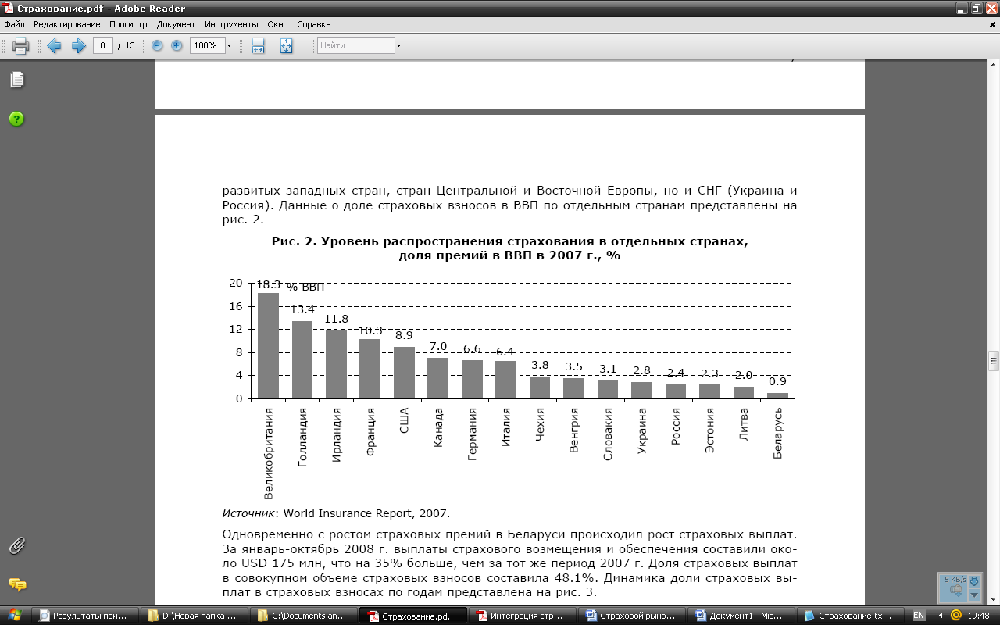 Страхование.pdf - Adobe Reader
Файл Редактирование Просмотр Документ Инструменты Окно Справка
8 / 13 100% Найти
развитых западных стран, стран Центральной и Восточной Европы, но и СНГ (Украина и
Россия). Данные о доле страховых взносов в ВВП по отдельным странам представлены на
рис. 2.
Рис. 2. Уровень распространения страхования в отдельных странах,
доля премий в ВВП в 2007 г., %
% ВВП
20
16
12
8
4
0
18.3
13.4
11.8
10.3
8.9
7.0
6.6
6.4
3.8
3.5
3.1
2.8
2.4
2.3
2.0
0.9
Великобритания
Голландия
Ирландия
Франция
США
Канада
Германия
Италия
Чехия
Венгрия
Словакия
Украина
Россия
Эстония
Литва
Беларусь
Источник: World Insurance Report, 2007.
Одновременно с ростом страховых премий в Беларуси происходил рост страховых выплат.
За январь-октябрь 2008 г. выплаты страхового возмещения и обеспечения составили око-
ло USD 175 млн, что на 35% больше, чем за тот же период 2007 г. Доля страховых выплат
в совокупном объеме страховых взносов составила 48.1%. Динамика доли страховых вы-
плат в страховых взносах по годам представлена на рис. 3.
5 KB/s
Результаты пои... D:\Новая папка ... C:\Documents an... Страхование.pd... Интеграция стр... Страховой рыно... Документ1 - Mic... Страхование.tx... EN 19:48